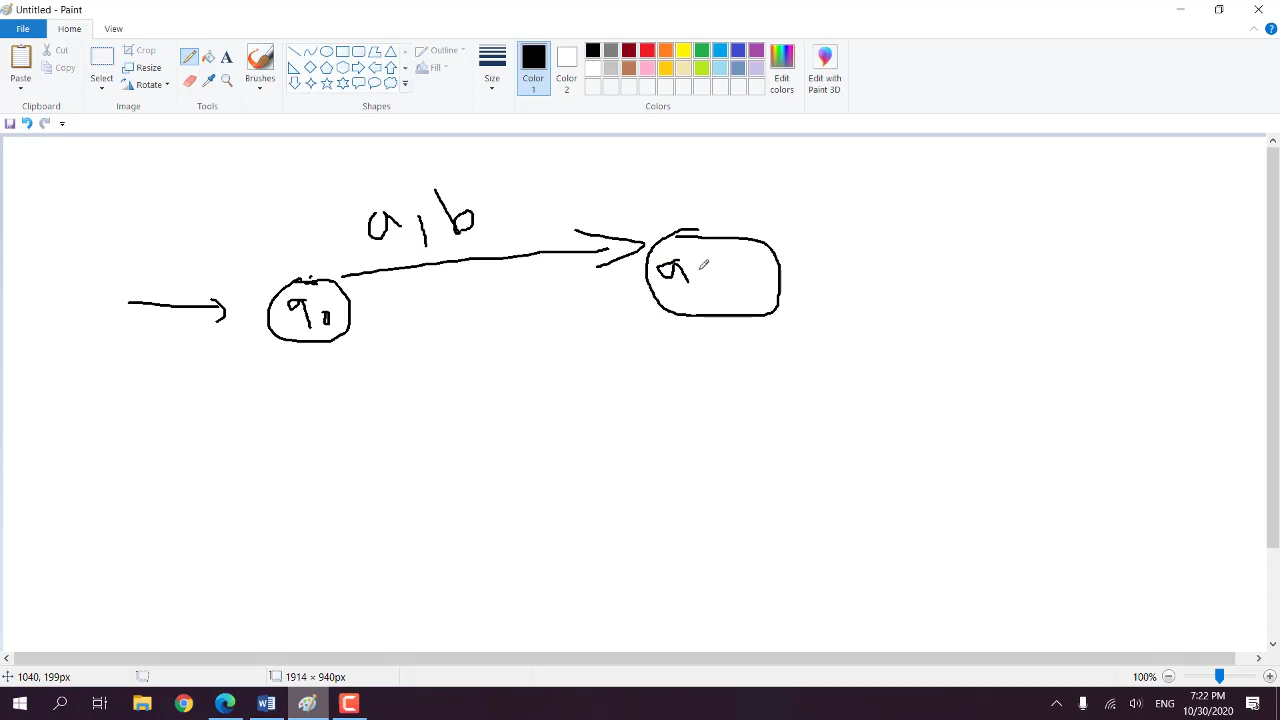 Untitled - Paint
File
Home
View
Paste
Cut
Copy
Clipboard
Select
Crop
Resize
Rotate
Image
Tools
Brushes
Shapes
Outline
Fill
Size
Color 1
Color 2
Colors
Edit colors
Edit with Paint 3D
a, b
q0
q
1040, 199px
1914 × 940px
100%
ENG
7:22 PM
10/30/2020